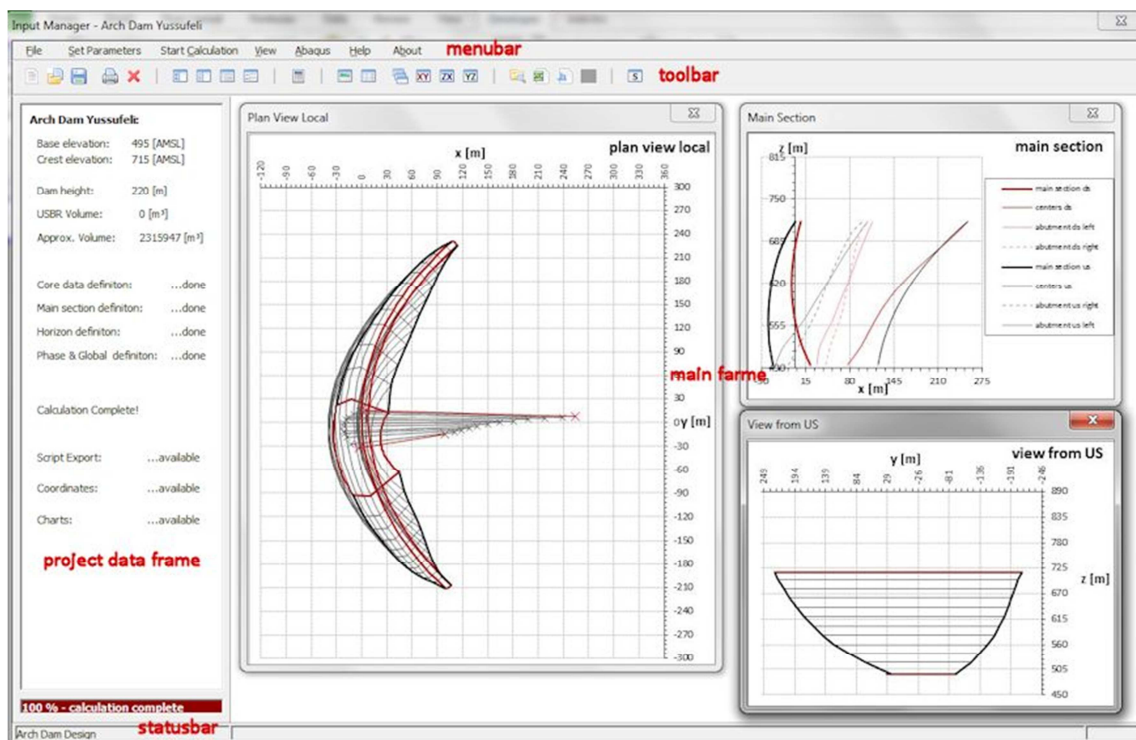 Input Manager - Arch Dam Yussufeli
File Set Parameters Start Calculation View Abaqus Help About menubar
XY ZX YZ S toolbar
Arch Dam Yussufeli:
Base elevation: 495 [AMSL]
Crest elevation: 715 [AMSL]
Dam height: 220 [m]
USBR Volume: 0 [m³]
Approx. Volume: 2315947 [m³]
Core data definiton: ...done
Main section definiton: ...done
Horizon definiton: ...done
Phase & Global definiton: ...done
Calculation Complete!
Script Export: ...available
Coordinates: ...available
Charts: ...available
project data frame
100 % - calculation complete
statusbar
Arch Dam Design
Plan View Local
plan view local
x [m]
-120 -90 -60 -30 0 30 60 90 120 150 180 210 240 270 300 330 360
300
270
240
210
180
150
120
90
60
30
0 y [m]
-30
-60
-90
-120
-150
-180
-210
-240
-270
-300
main farme
Main Section
main section
z [m]
815
750
685
620
555
-50 15 80 145 210 275
x [m]
main section ds
centers ds
abutment ds left
abutment ds right
main section us
centers us
abutment us right
abutment us left
View from US
view from US
y [m]
249 194 139 84 29 -26 -81 -136 -191 -246
890
835
780
725
z [m]
670
615
560
505
450